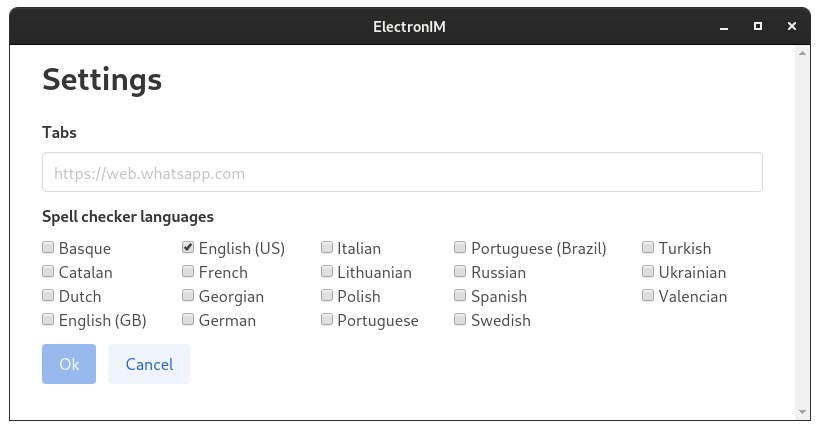 ElectronIM
Settings
Tabs
https://web.whatsapp.com
Spell checker languages
Basque English (US) Italian Portuguese (Brazil) Turkish
Catalan French Lithuanian Russian Ukrainian
Dutch Georgian Polish Spanish Valencian
English (GB) German Portuguese Swedish
Ok Cancel